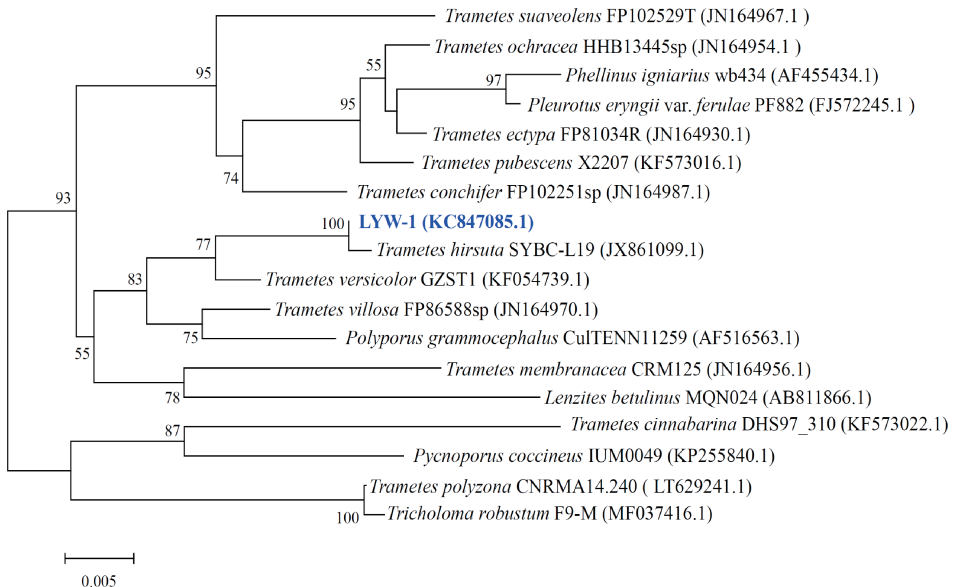 Trametes suaveolens FP102529T (JN164967.1 )
Trametes ochracea HHB13445sp (JN164954.1 )
55
Phellinus igniarius wb434 (AF455434.1)
95
97
Pleurotus eryngii var. ferulae PF882 (FJ572245.1 )
95
Trametes ectypa FP81034R (JN164930.1)
Trametes pubescens X2207 (KF573016.1)
74
Trametes conchifer FP102251sp (JN164987.1)
93
100 LYW-1 (KC847085.1)
77
Trametes hirsuta SYBC-L19 (JX861099.1)
83
Trametes versicolor GZST1 (KF054739.1)
Trametes villosa FP86588sp (JN164970.1)
75
Polyporus grammocephalus CulTENN11259 (AF516563.1)
55
Trametes membranacea CRM125 (JN164956.1)
78
Lenzites betulinus MQN024 (AB811866.1)
Trametes cinnabarina DHS97_310 (KF573022.1)
87
Pycnoporus coccineus IUM0049 (KP255840.1)
Trametes polyzona CNRMA14.240 ( LT629241.1)
100
Tricholoma robustum F9-M (MF037416.1)
0.005